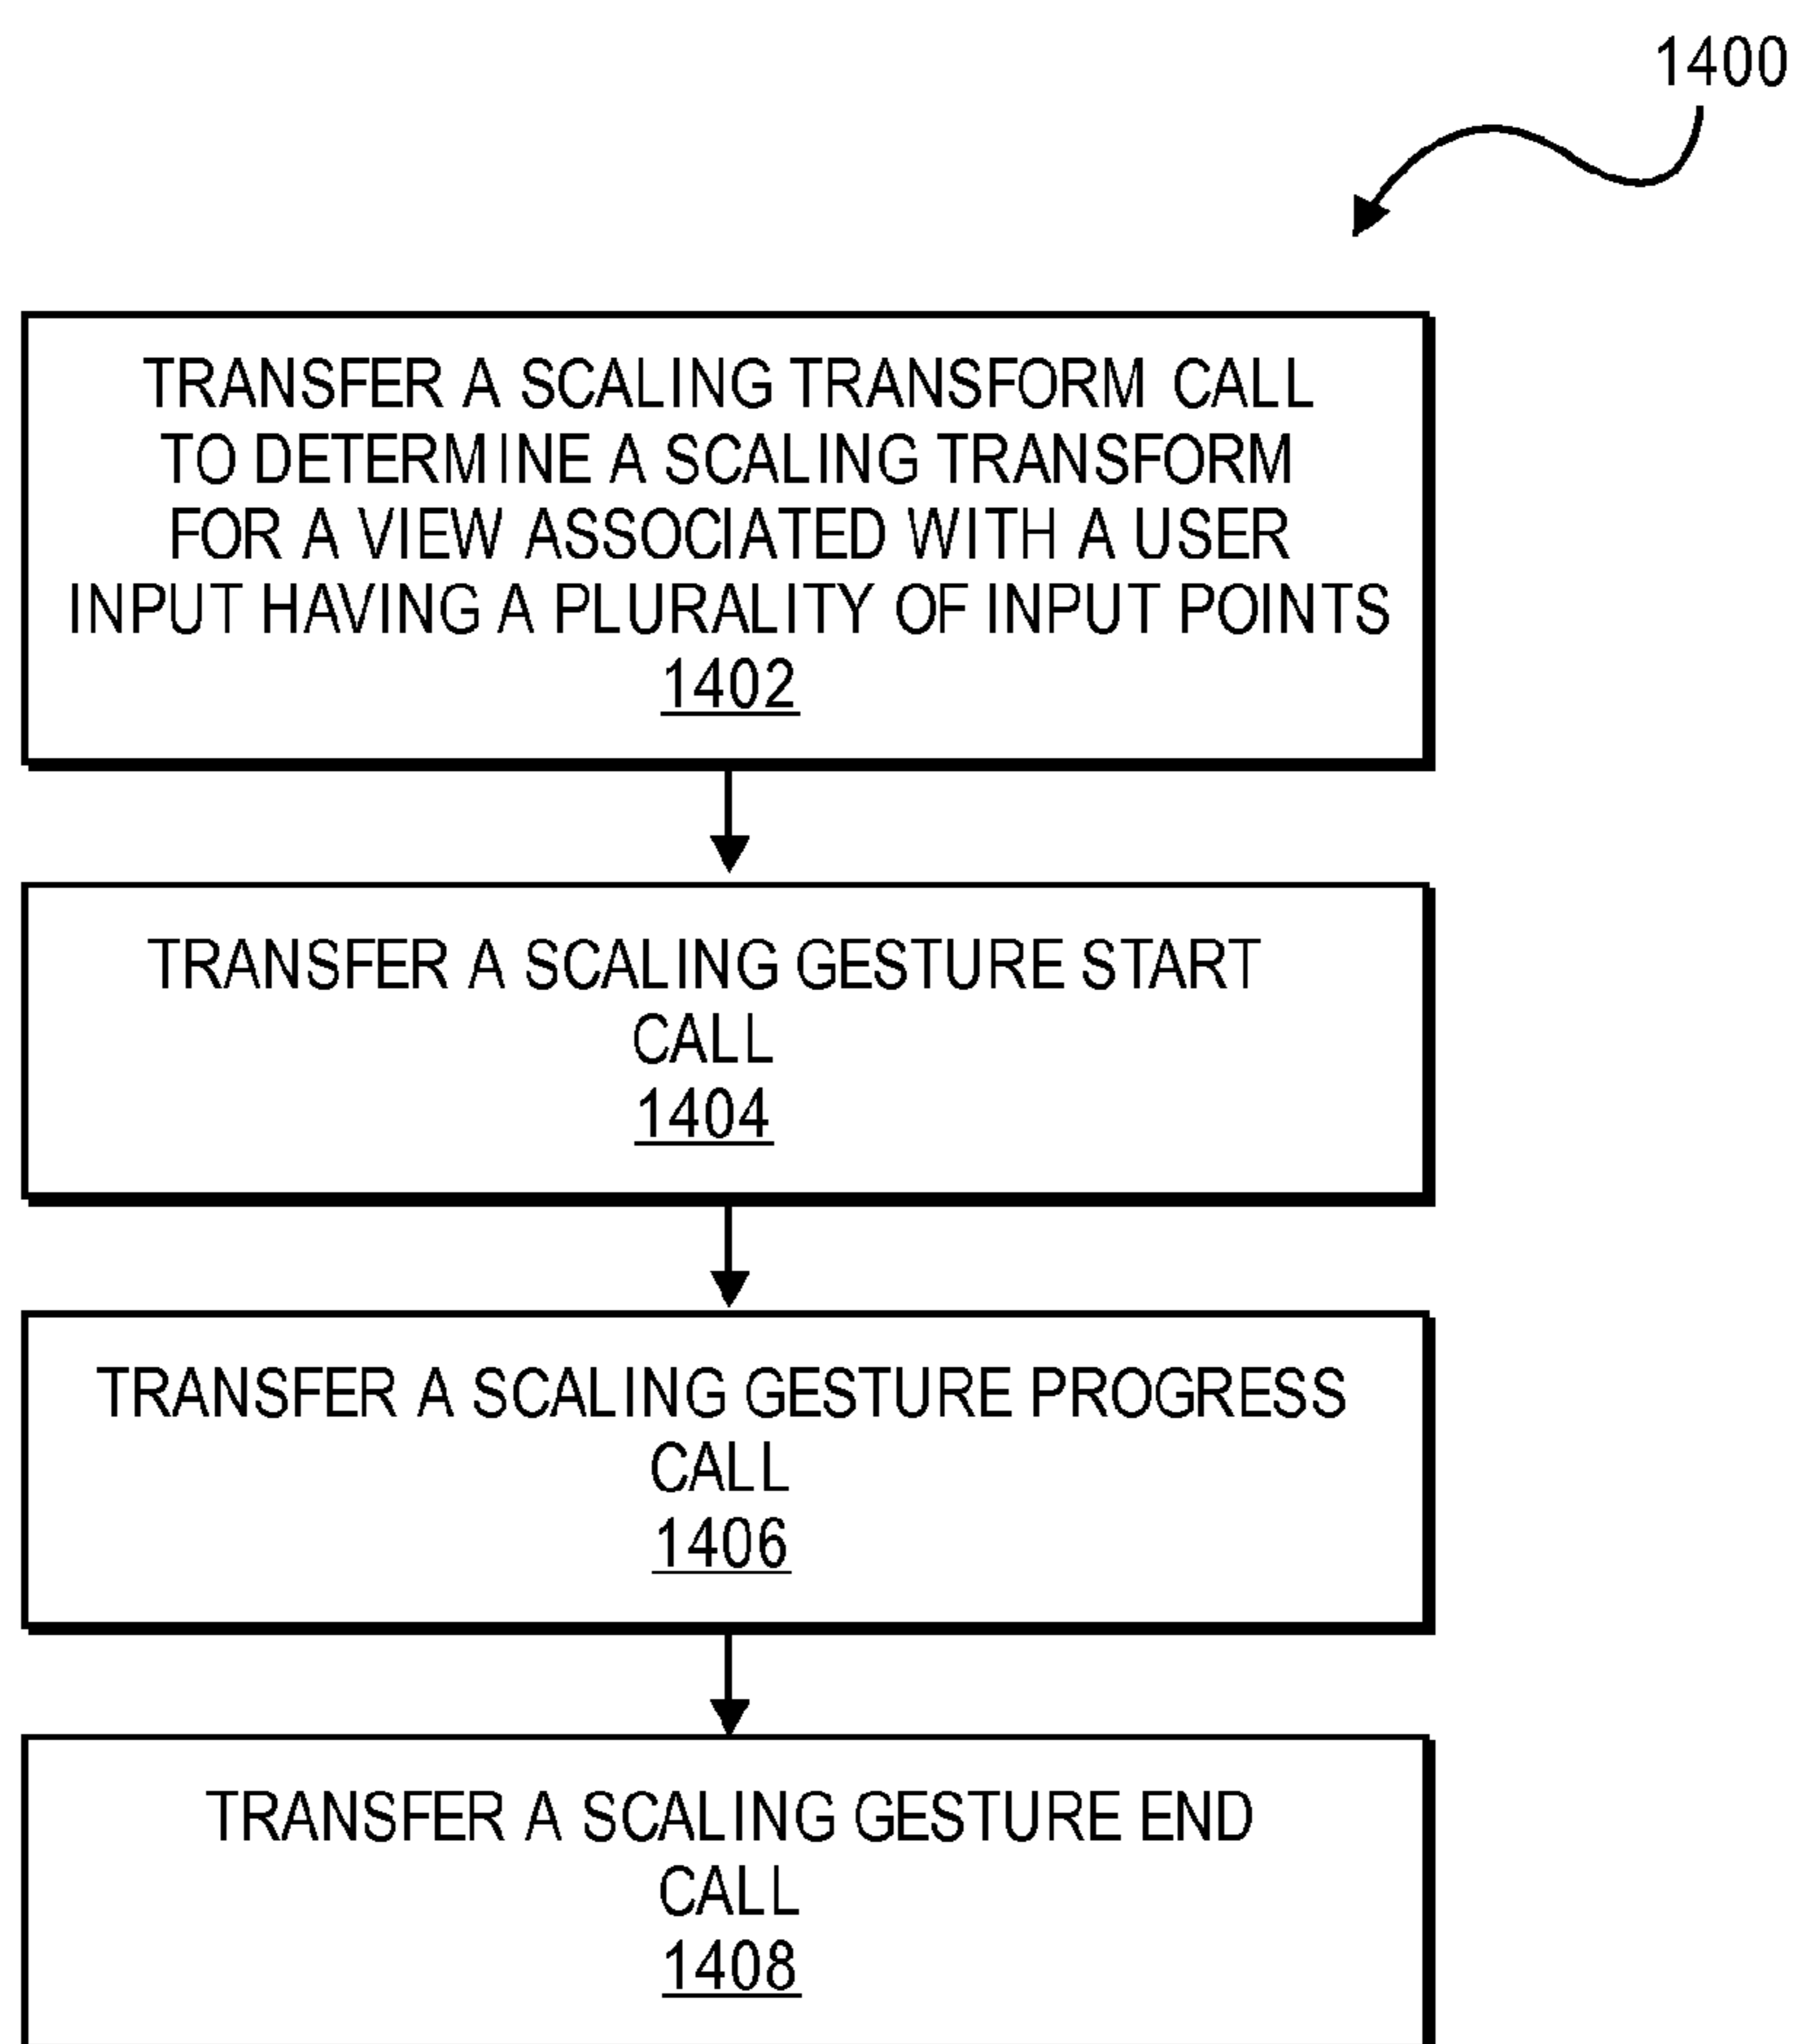 1400
TRANSFER A SCALING TRANSFORM CALL
TO DETERMINE A SCALING TRANSFORM
FOR A VIEW ASSOCIATED WITH A USER
INPUT HAVING A PLURALITY OF INPUT POINTS
1402
TRANSFER A SCALING GESTURE START
CALL
1404
TRANSFER A SCALING GESTURE PROGRESS
CALL
1406
TRANSFER A SCALING GESTURE END
CALL
1408